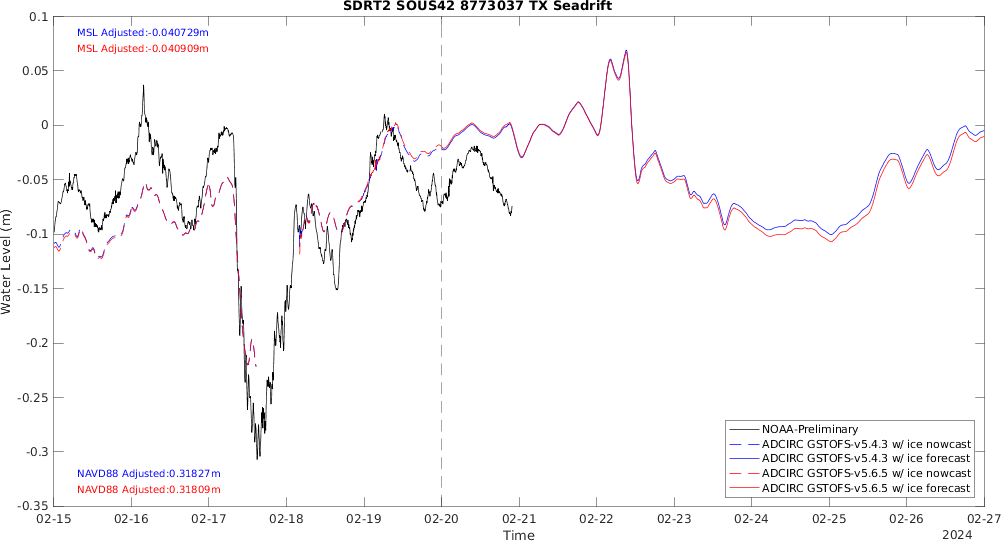 SDRT2 SOUS42 8773037 TX Seadrift
MSL Adjusted:-0.040729m
MSL Adjusted:-0.040909m
0.1
0.05
0
-0.05
-0.1
-0.15
-0.2
-0.25
-0.3
-0.35
Water Level (m)
NAVD88 Adjusted:0.31827m
NAVD88 Adjusted:0.31809m
NOAA-Preliminary
ADCIRC GSTOFS-v5.4.3 w/ ice nowcast
ADCIRC GSTOFS-v5.4.3 w/ ice forecast
ADCIRC GSTOFS-v5.6.5 w/ ice nowcast
ADCIRC GSTOFS-v5.6.5 w/ ice forecast
02-15 02-16 02-17 02-18 02-19 02-20 02-21 02-22 02-23 02-24 02-25 02-26 02-27
Time
2024